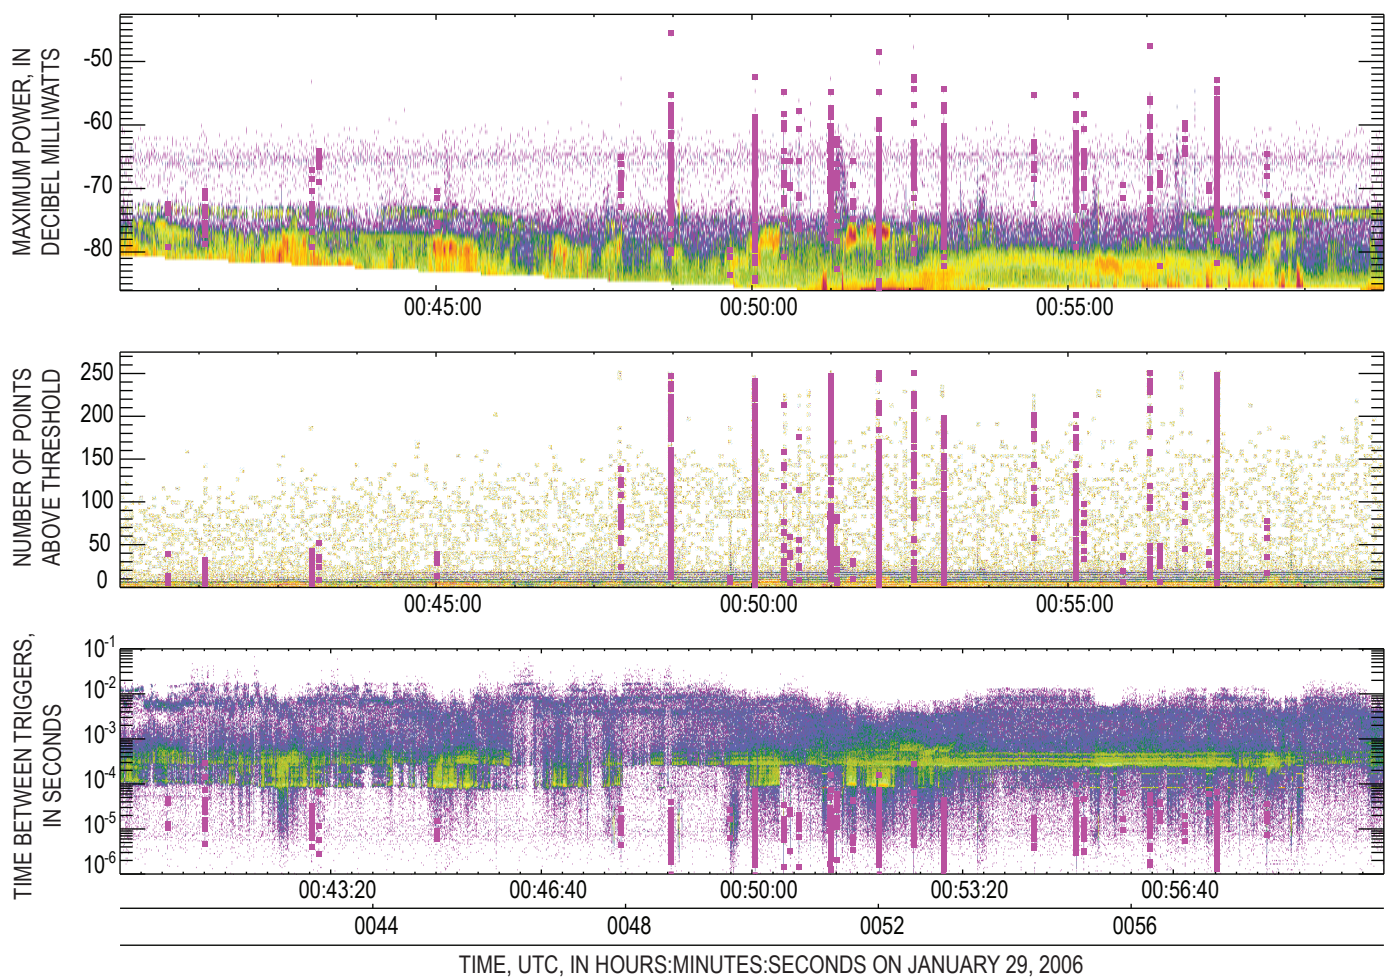 MAXIMUM POWER, IN
DECIBEL MILLIWATTS
-50
-60
-70
-80
00:45:00 00:50:00 00:55:00
NUMBER OF POINTS
ABOVE THRESHOLD
250
200
150
100
50
0
00:45:00 00:50:00 00:55:00
TIME BETWEEN TRIGGERS,
IN SECONDS
10-1
10-2
10-3
10-4
10-5
10-6
00:43:20 00:46:40 00:50:00 00:53:20 00:56:40
0044 0048 0052 0056
TIME, UTC, IN HOURS:MINUTES:SECONDS ON JANUARY 29, 2006